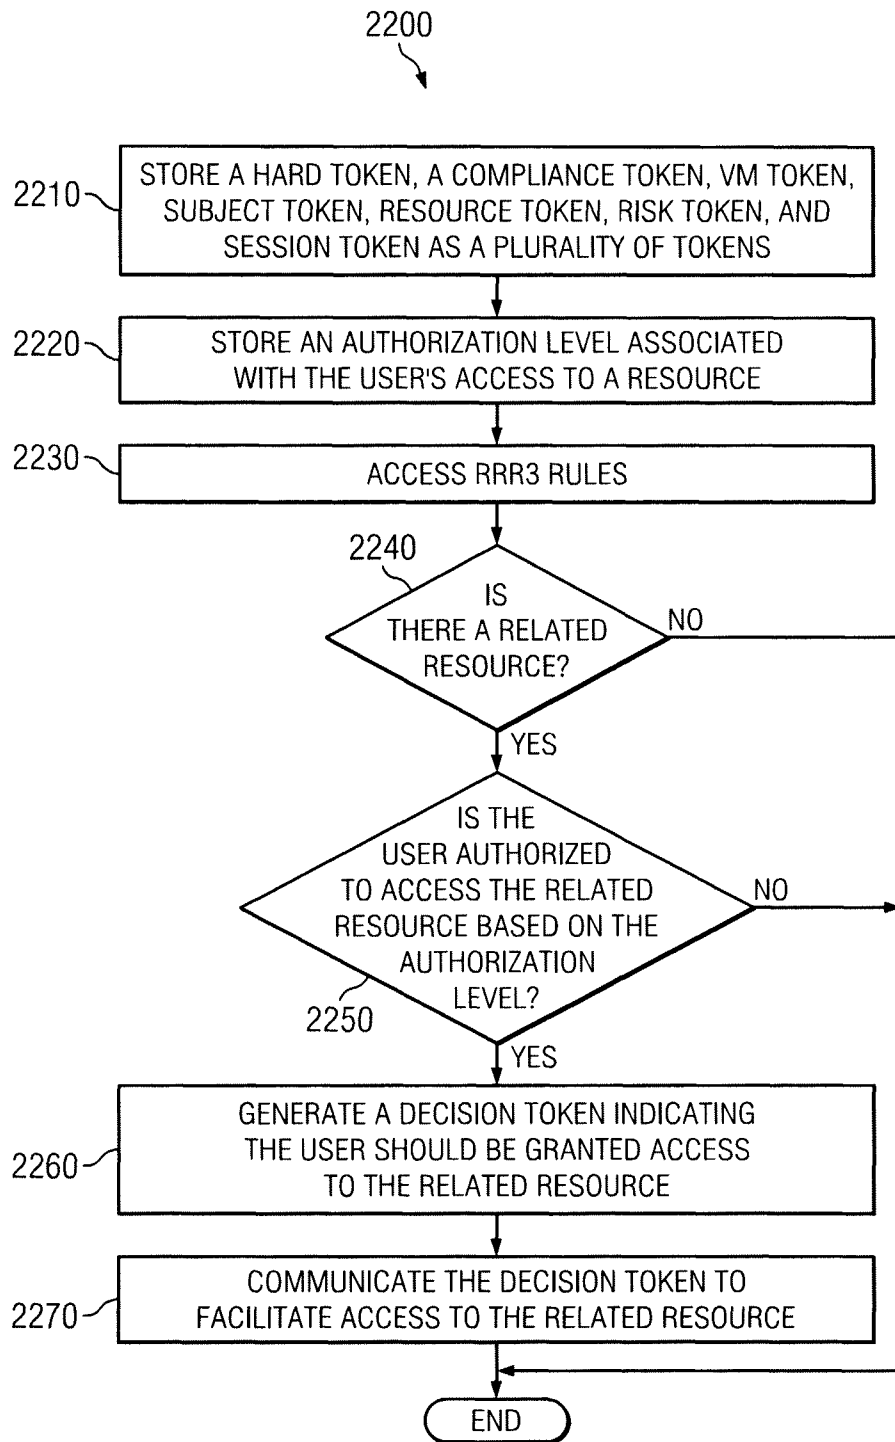 2200
2210
STORE A HARD TOKEN, A COMPLIANCE TOKEN, VM TOKEN,
SUBJECT TOKEN, RESOURCE TOKEN, RISK TOKEN, AND
SESSION TOKEN AS A PLURALITY OF TOKENS
2220
STORE AN AUTHORIZATION LEVEL ASSOCIATED
WITH THE USER'S ACCESS TO A RESOURCE
2230
ACCESS RRR3 RULES
2240
IS
THERE A RELATED
RESOURCE?
NO
YES
IS THE
USER AUTHORIZED
TO ACCESS THE RELATED
RESOURCE BASED ON THE
AUTHORIZATION
LEVEL?
NO
2250
YES
2260
GENERATE A DECISION TOKEN INDICATING
THE USER SHOULD BE GRANTED ACCESS
TO THE RELATED RESOURCE
2270
COMMUNICATE THE DECISION TOKEN TO
FACILITATE ACCESS TO THE RELATED RESOURCE
END